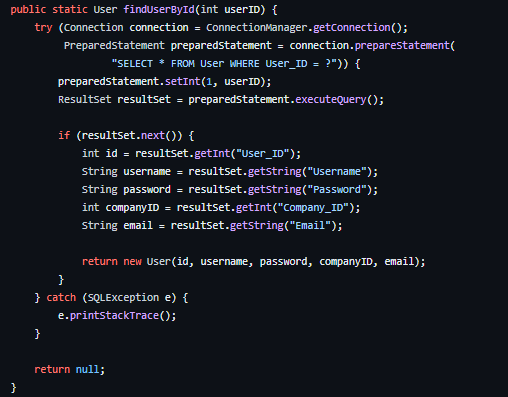 public static User findUserById(int userID) {
    try (Connection connection = ConnectionManager.getConnection();
         PreparedStatement preparedStatement = connection.prepareStatement(
                 "SELECT * FROM User WHERE User_ID = ?")) {
        preparedStatement.setInt(1, userID);
        ResultSet resultSet = preparedStatement.executeQuery();

        if (resultSet.next()) {
            int id = resultSet.getInt("User_ID");
            String username = resultSet.getString("Username");
            String password = resultSet.getString("Password");
            int companyID = resultSet.getInt("Company_ID");
            String email = resultSet.getString("Email");

            return new User(id, username, password, companyID, email);
        }
    } catch (SQLException e) {
        e.printStackTrace();
    }

    return null;
}